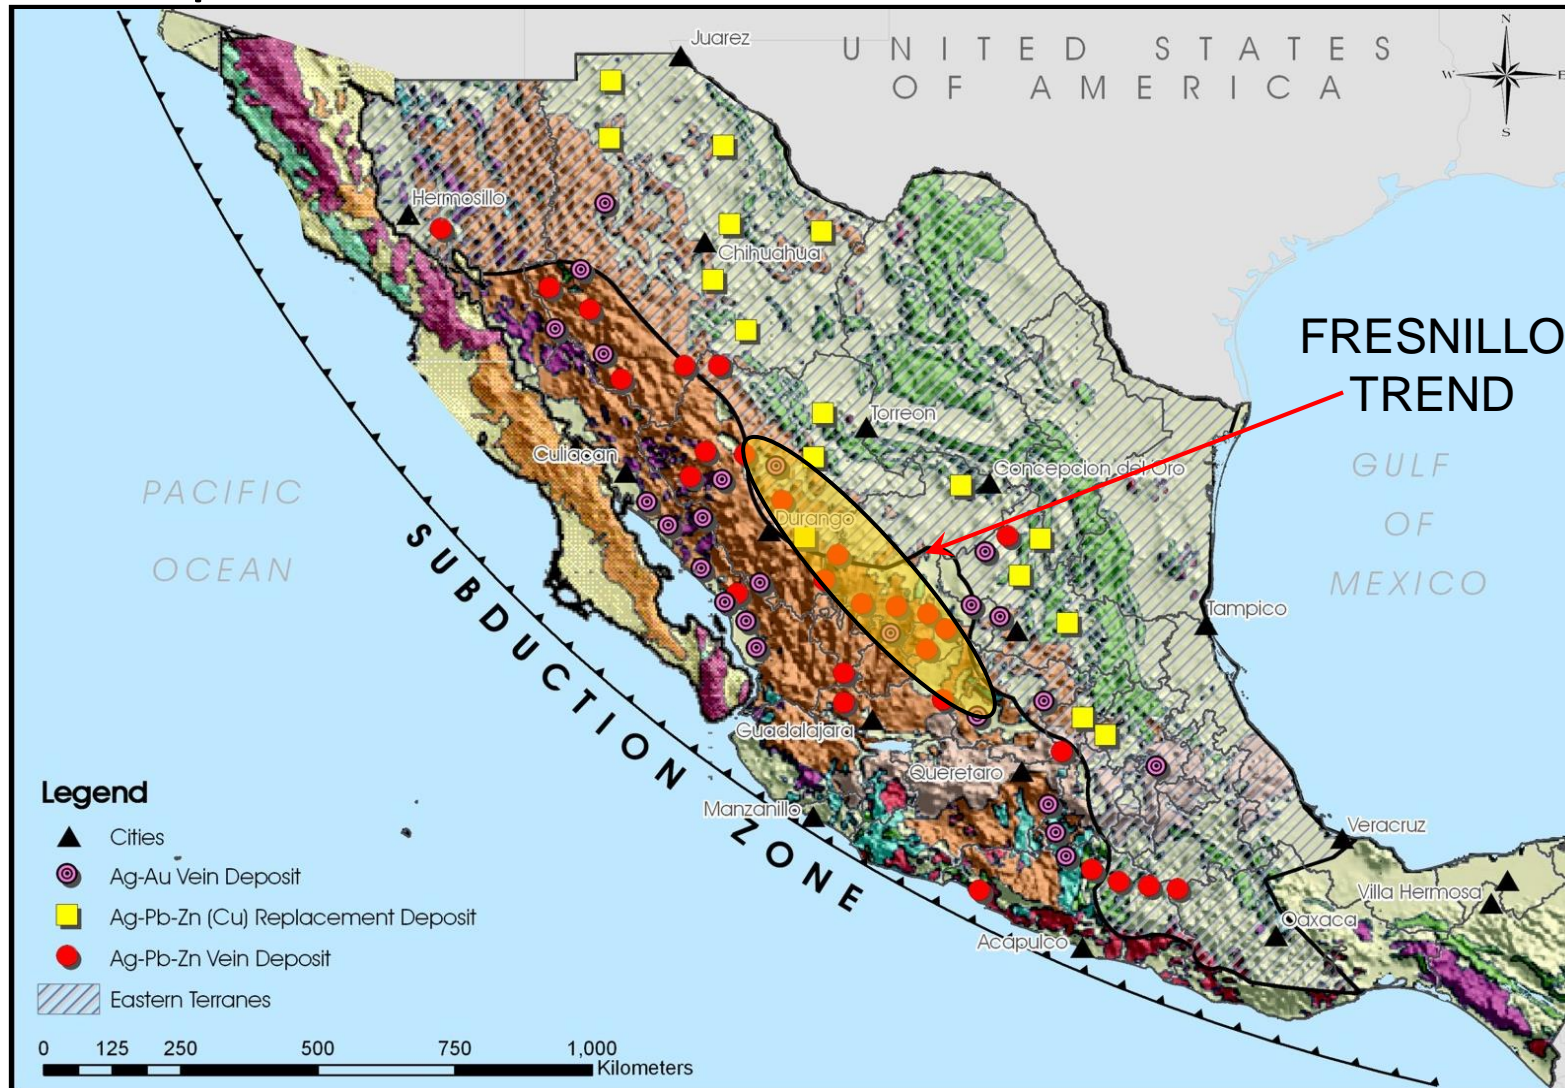 UNITED STATES
OF AMERICA
N
W
E
S
Juarez
Hermosillo
Chihuahua
FRESNILLO
TREND
Torreon
Culiacan
Concepcion del Oro
GULF
OF
MEXICO
PACIFIC
OCEAN
Durango
Tampico
SUBDUCTION ZONE
Guadalajara
Queretaro
Manzanillo
Veracruz
Villa Hermosa
Oaxaca
Acapulco
Legend
Cities
Ag-Au Vein Deposit
Ag-Pb-Zn (Cu) Replacement Deposit
Ag-Pb-Zn Vein Deposit
Eastern Terranes
0 125 250 500 750 1,000
Kilometers